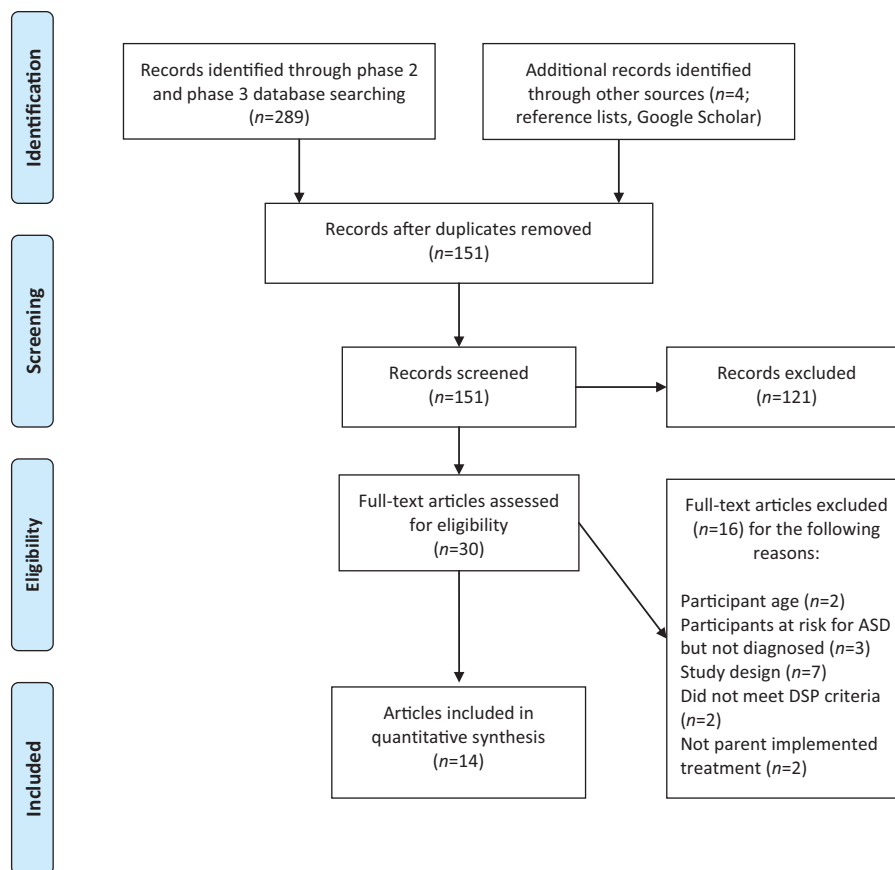 Identification
Records identified through phase 2
and phase 3 database searching
(n=289)
Additional records identified
through other sources (n=4;
reference lists, Google Scholar)
Records after duplicates removed
(n=151)
Screening
Records screened
(n=151)
Records excluded
(n=121)
Eligibility
Full-text articles assessed
for eligibility
(n=30)
Full-text articles excluded
(n=16) for the following
reasons:
Participant age (n=2)
Participants at risk for ASD
but not diagnosed (n=3)
Study design (n=7)
Did not meet DSP criteria
(n=2)
Not parent implemented
treatment (n=2)
Included
Articles included in
quantitative synthesis
(n=14)